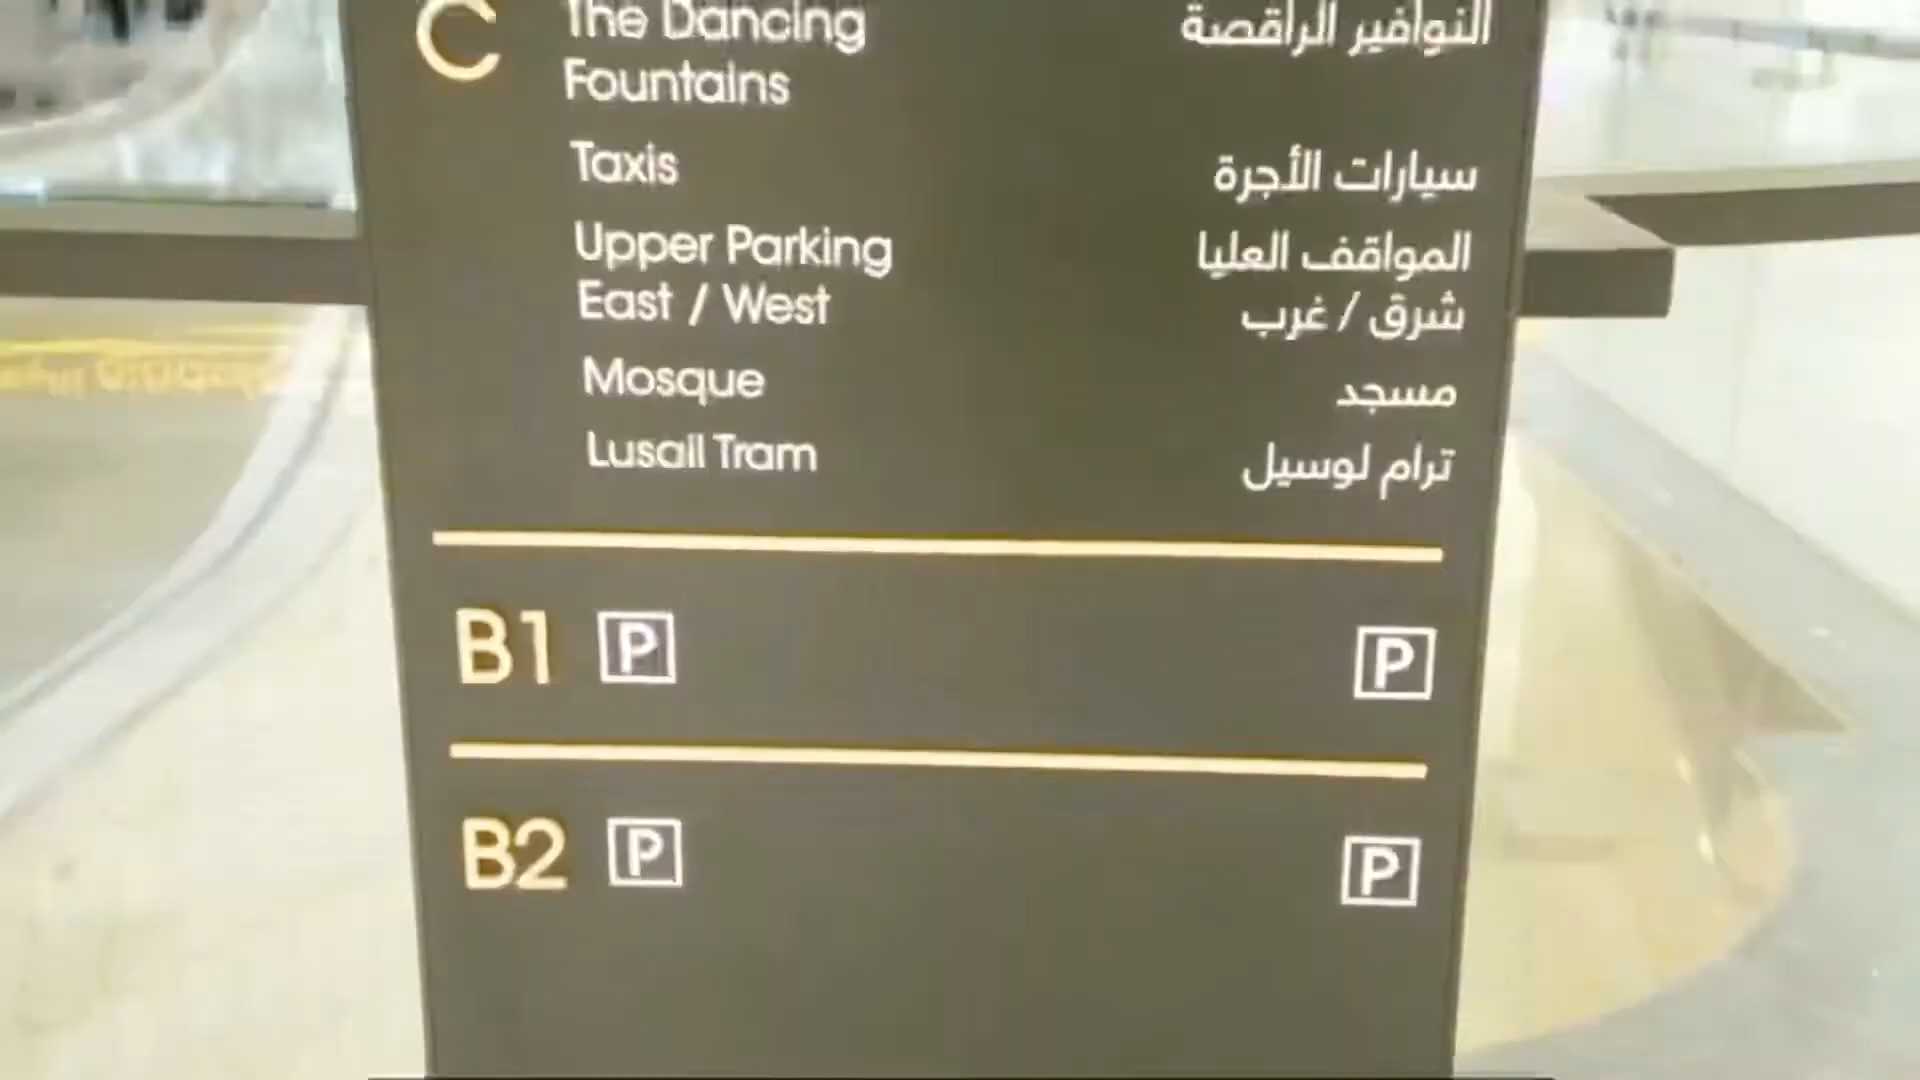 C The Dancing النوافير الراقصة
Fountains
Taxis سيارات الأجرة
Upper Parking المواقف العليا
East / West شرق / غرب
Mosque مسجد
Lusail Tram ترام لوسيل
B1 P P
B2 P P